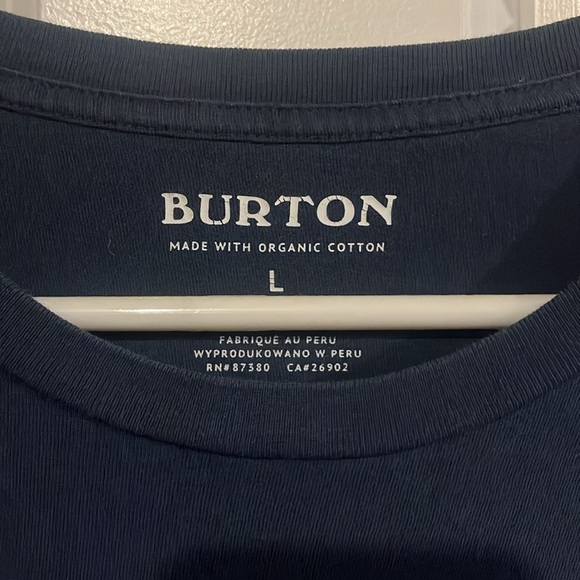 BURTON
MADE WITH ORGANIC COTTON
L
FABRIQUÉ AU PERU
WYPRODUKOWANO W PERU
RN#87380 CA#26902